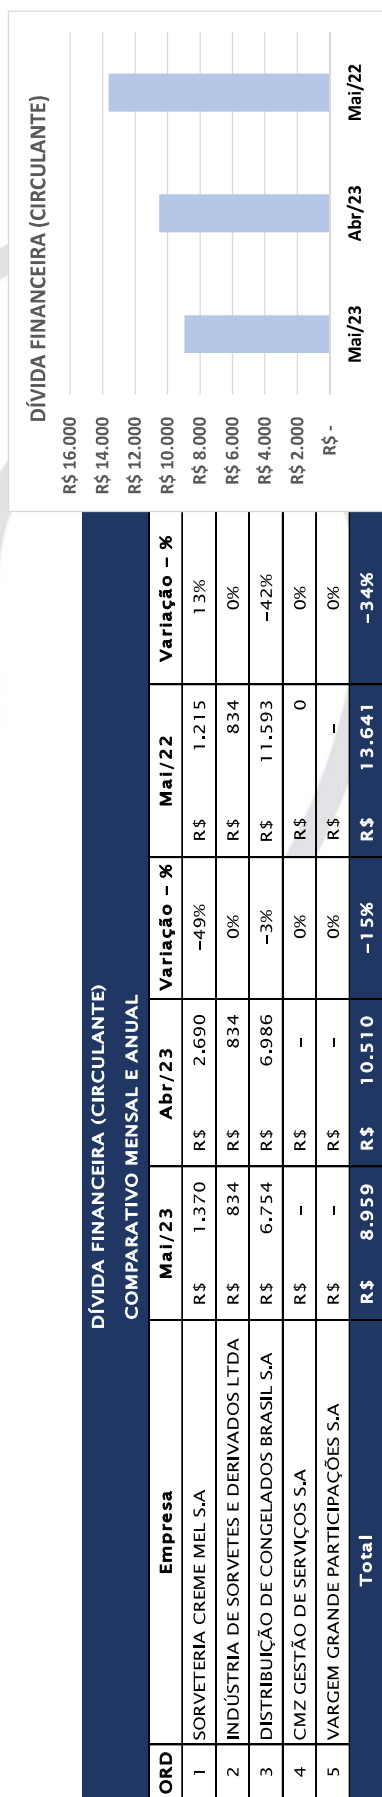 DÍVIDA FINANCEIRA (CIRCULANTE)
COMPARATIVO MENSAL E ANUAL
ORD Empresa Mai/23 Abr/23 Variação – % Mai/22 Variação – %
1 SORVETERIA CREME MEL S.A R$ 1.370 R$ 2.690 –49% R$ 1.215 13%
2 INDÚSTRIA DE SORVETES E DERIVADOS LTDA R$ 834 R$ 834 0% R$ 834 0%
3 DISTRIBUIÇÃO DE CONGELADOS BRASIL S.A R$ 6.754 R$ 6.986 –3% R$ 11.593 –42%
4 CMZ GESTÃO DE SERVIÇOS S.A R$ – R$ – 0% R$ 0 0%
5 VARGEM GRANDE PARTICIPAÇÕES S.A R$ – R$ – 0% R$ – 0%
Total R$ 8.959 R$ 10.510 –15% R$ 13.641 –34%
DÍVIDA FINANCEIRA (CIRCULANTE)
R$ 16.000
R$ 14.000
R$ 12.000
R$ 10.000
R$ 8.000
R$ 6.000
R$ 4.000
R$ 2.000
R$ -
Mai/23 Abr/23 Mai/22